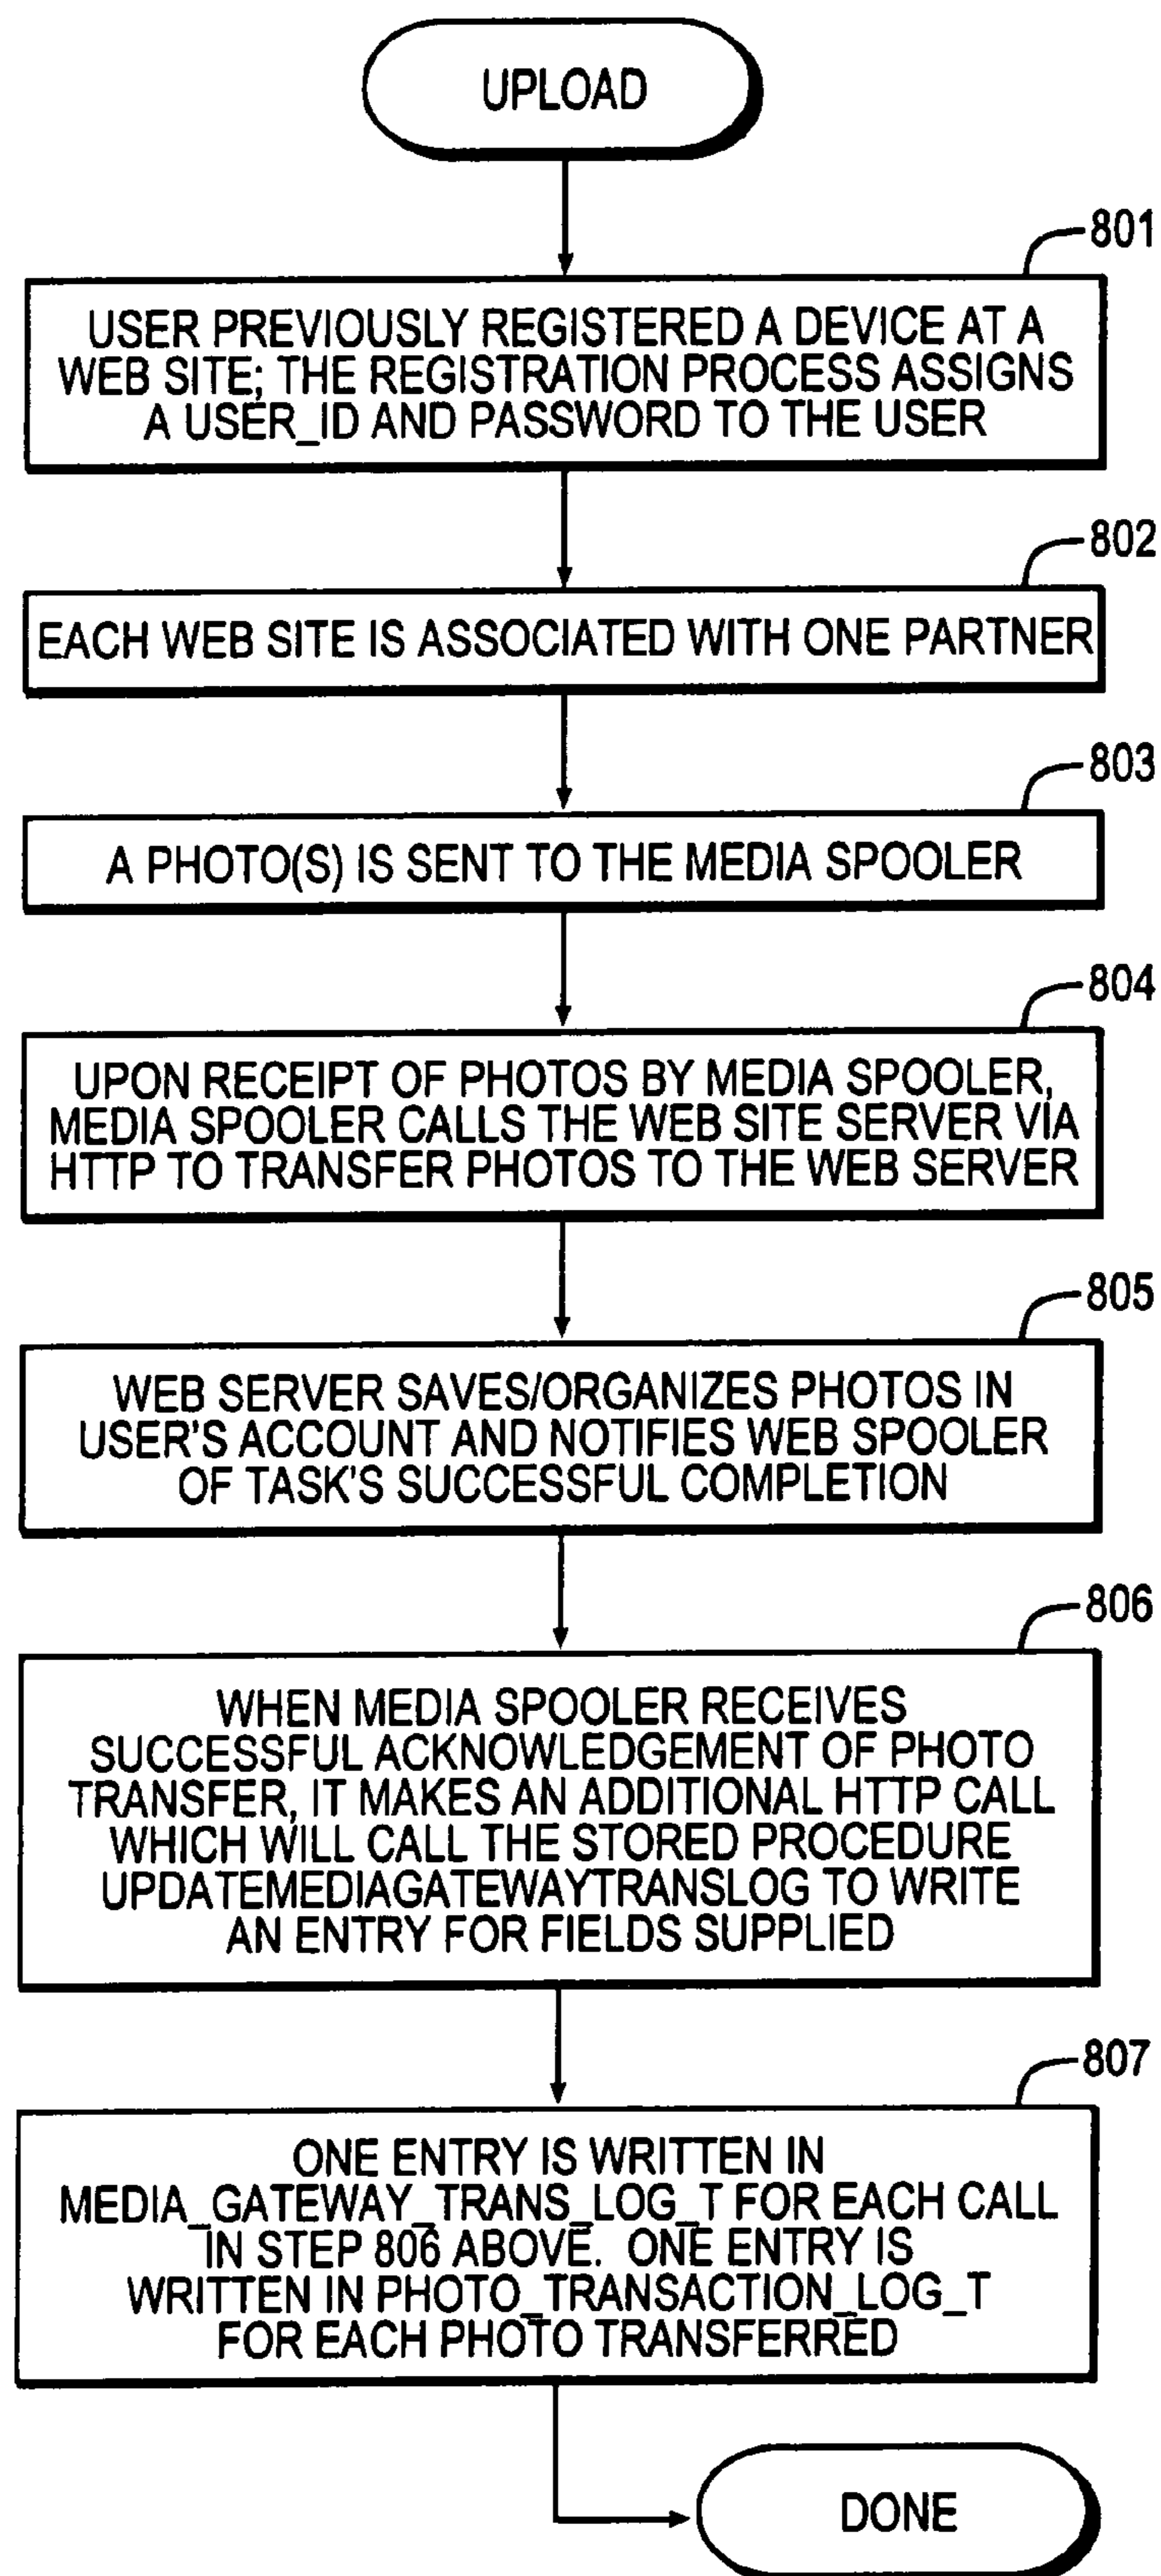 UPLOAD
801
USER PREVIOUSLY REGISTERED A DEVICE AT A
WEB SITE; THE REGISTRATION PROCESS ASSIGNS
A USER_ID AND PASSWORD TO THE USER
802
EACH WEB SITE IS ASSOCIATED WITH ONE PARTNER
803
A PHOTO(S) IS SENT TO THE MEDIA SPOOLER
804
UPON RECEIPT OF PHOTOS BY MEDIA SPOOLER,
MEDIA SPOOLER CALLS THE WEB SITE SERVER VIA
HTTP TO TRANSFER PHOTOS TO THE WEB SERVER
805
WEB SERVER SAVES/ORGANIZES PHOTOS IN
USER'S ACCOUNT AND NOTIFIES WEB SPOOLER
OF TASK'S SUCCESSFUL COMPLETION
806
WHEN MEDIA SPOOLER RECEIVES
SUCCESSFUL ACKNOWLEDGEMENT OF PHOTO
TRANSFER, IT MAKES AN ADDITIONAL HTTP CALL
WHICH WILL CALL THE STORED PROCEDURE
UPDATEMEDIAGATEWAYTRANSLOG TO WRITE
AN ENTRY FOR FIELDS SUPPLIED
807
ONE ENTRY IS WRITTEN IN
MEDIA_GATEWAY_TRANS_LOG_T FOR EACH CALL
IN STEP 806 ABOVE. ONE ENTRY IS
WRITTEN IN PHOTO_TRANSACTION_LOG_T
FOR EACH PHOTO TRANSFERRED
DONE